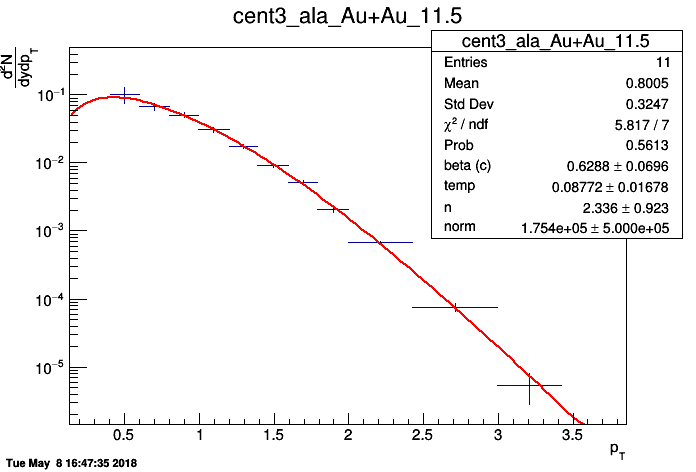 cent3_ala_Au+Au_11.5
d²N
dydp_T
cent3_ala_Au+Au_11.5
Entries 11
Mean 0.8005
Std Dev 0.3247
χ² / ndf 5.817 / 7
Prob 0.5613
beta (c) 0.6288 ± 0.0696
temp 0.08772 ± 0.01678
n 2.336 ± 0.923
norm 1.754e+05 ± 5.000e+05
10⁻¹
10⁻²
10⁻³
10⁻⁴
10⁻⁵
0.5 1 1.5 2 2.5 3 3.5
p_T
Tue May 8 16:47:35 2018